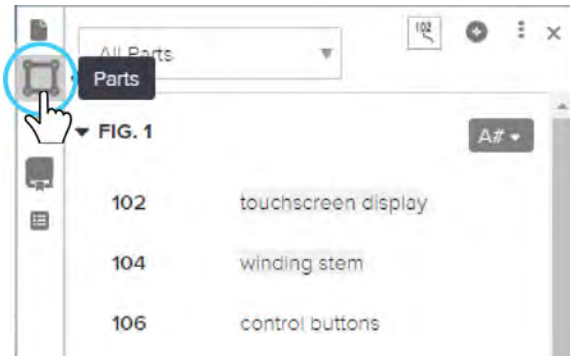 102
All Parts
Parts
FIG. 1
A#
102 touchscreen display
104 winding stem
106 control buttons